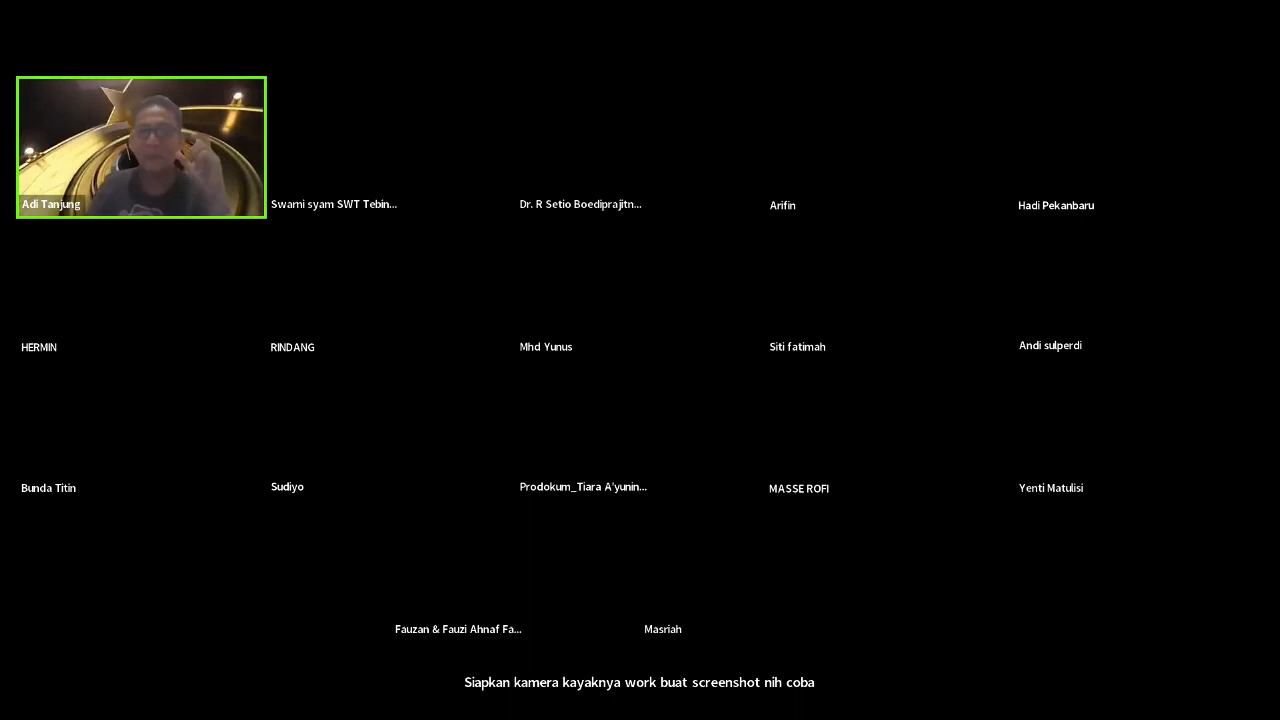 Adi Tanjung
Swarni syam SWT Tebin...
Dr. R Setio Boediprajitn...
Arifin
Hadi Pekanbaru
HERMIN
RINDANG
Mhd Yunus
Siti fatimah
Andi sulperdi
Bunda Titin
Sudiyo
Prodokum_Tiara A'yunin...
MASSE ROFI
Yenti Matulisi
Fauzan & Fauzi Ahnaf Fa...
Masriah
Siapkan kamera kayaknya work buat screenshot nih coba